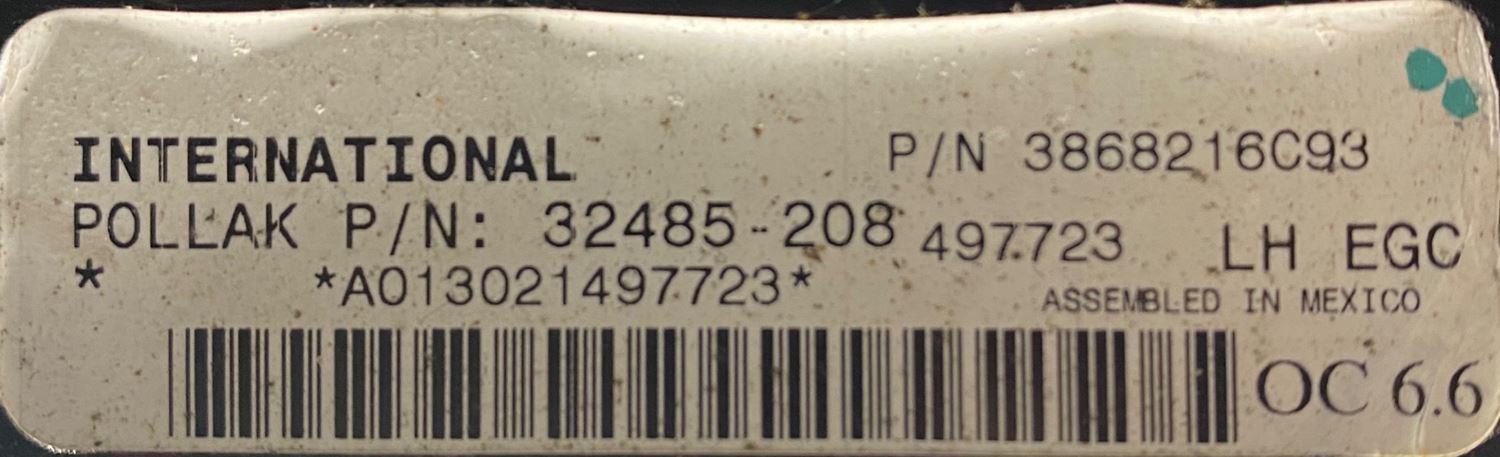 INTERNATIONAL P/N 3868216C93
POLLAK P/N: 32485-208 497723 LH EGC
* *A013021497723* ASSEMBLED IN MEXICO
OC 6.6